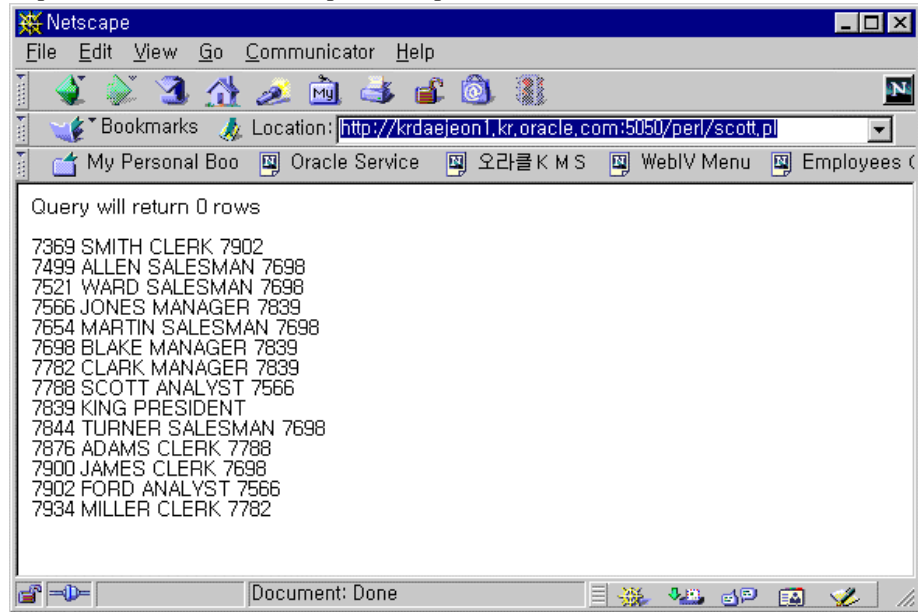 Netscape
File Edit View Go Communicator Help
My
N
Bookmarks Location: http://krdaejeon1.kr.oracle.com:5050/perl/scott.pl
My Personal Boo Oracle Service 오라클 K M S WebIV Menu Employees
Query will return 0 rows
7369 SMITH CLERK 7902
7499 ALLEN SALESMAN 7698
7521 WARD SALESMAN 7698
7566 JONES MANAGER 7839
7654 MARTIN SALESMAN 7698
7698 BLAKE MANAGER 7839
7782 CLARK MANAGER 7839
7788 SCOTT ANALYST 7566
7839 KING PRESIDENT
7844 TURNER SALESMAN 7698
7876 ADAMS CLERK 7788
7900 JAMES CLERK 7698
7902 FORD ANALYST 7566
7934 MILLER CLERK 7782
Document: Done